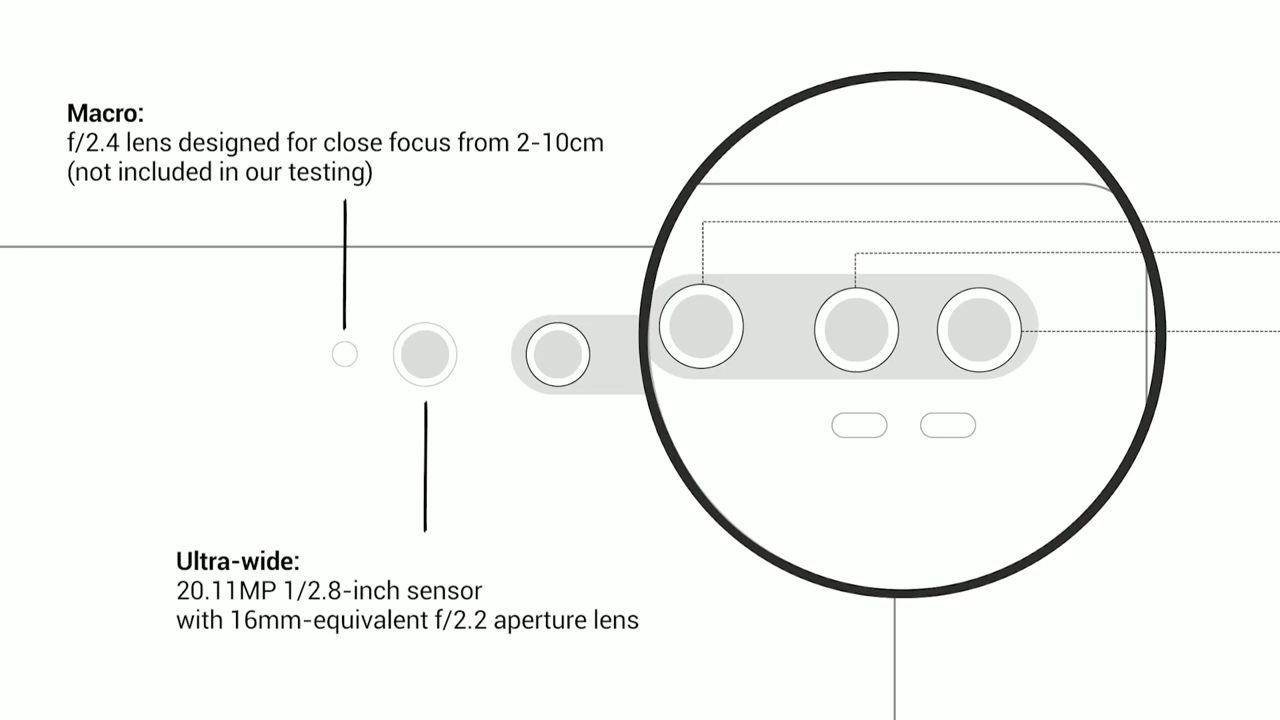 Macro:
f/2.4 lens designed for close focus from 2-10cm
(not included in our testing)
Ultra-wide:
20.11MP 1/2.8-inch sensor
with 16mm-equivalent f/2.2 aperture lens